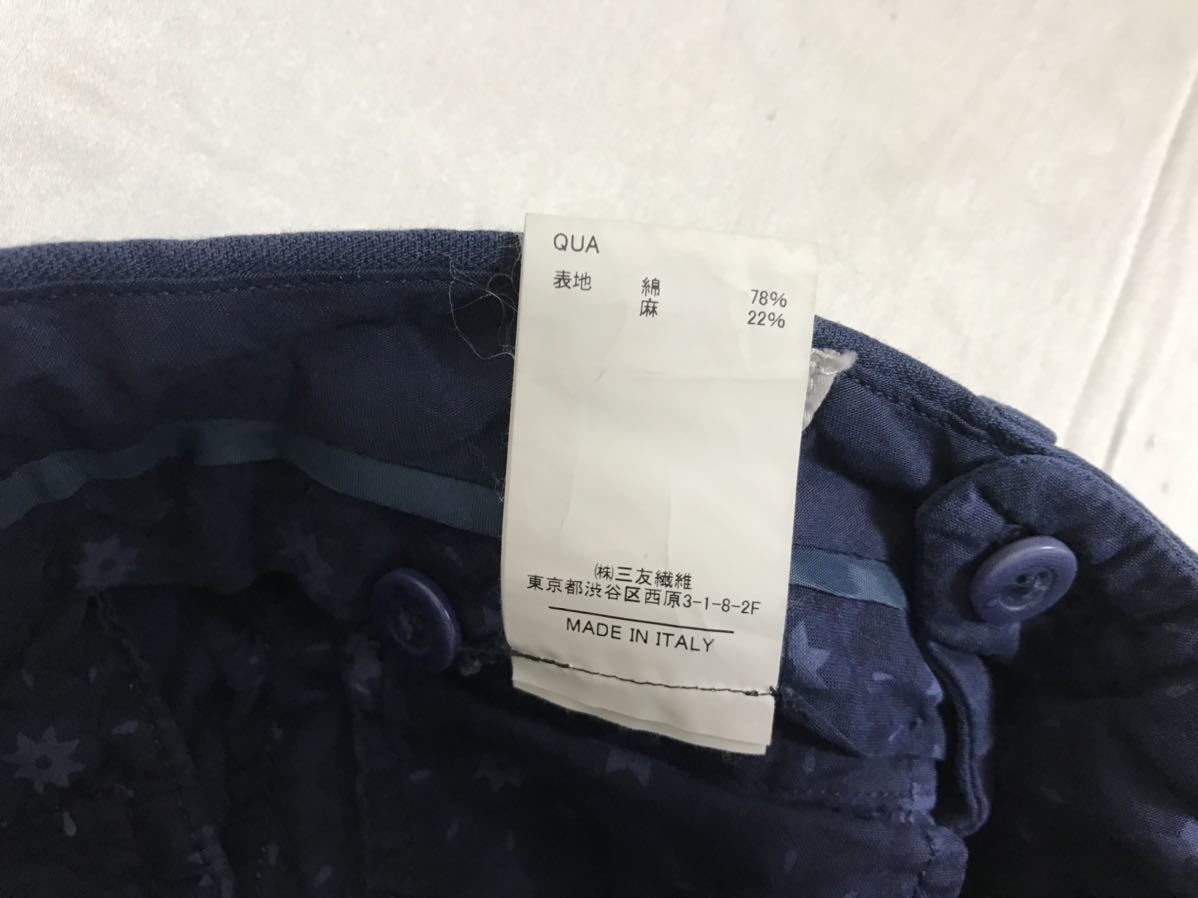 QUA
表地 綿 78%
麻 22%
㈱三友繊維
東京都渋谷区西原3-1-8-2F
MADE IN ITALY